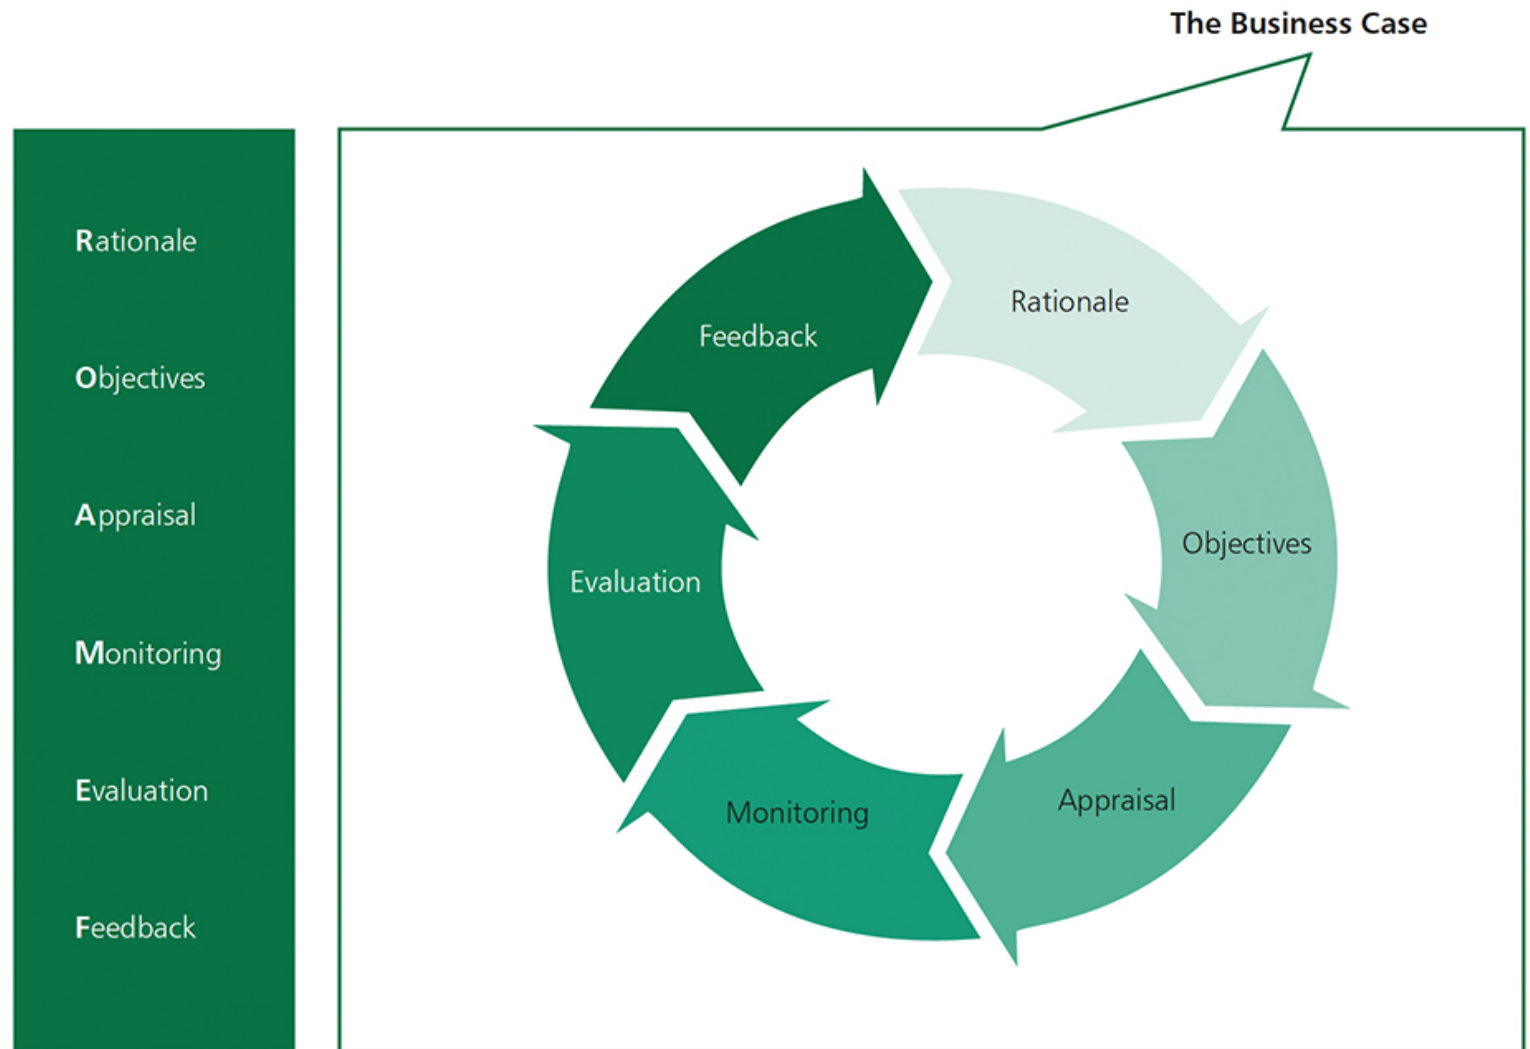 The Business Case
Rationale
Objectives
Appraisal
Monitoring
Evaluation
Feedback
Rationale
Objectives
Appraisal
Monitoring
Evaluation
Feedback